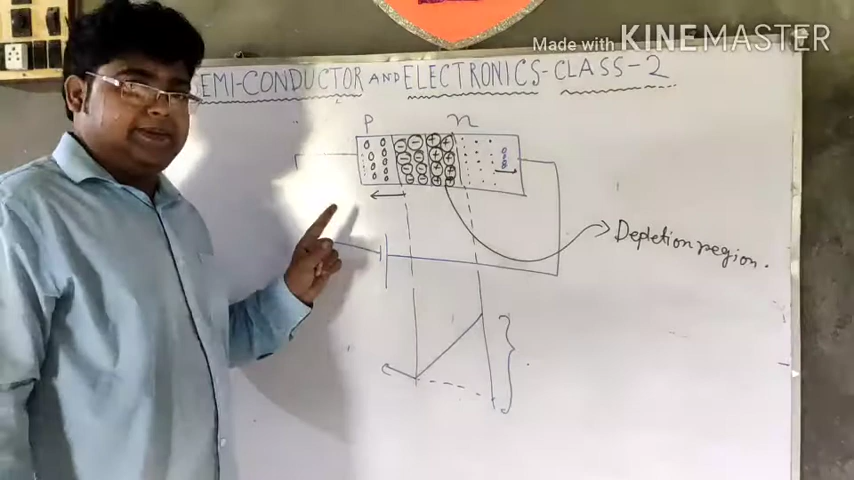 Made with KINEMASTER
SEMI-CONDUCTOR AND ELECTRONICS-CLASS-2
P n
Depletion region.